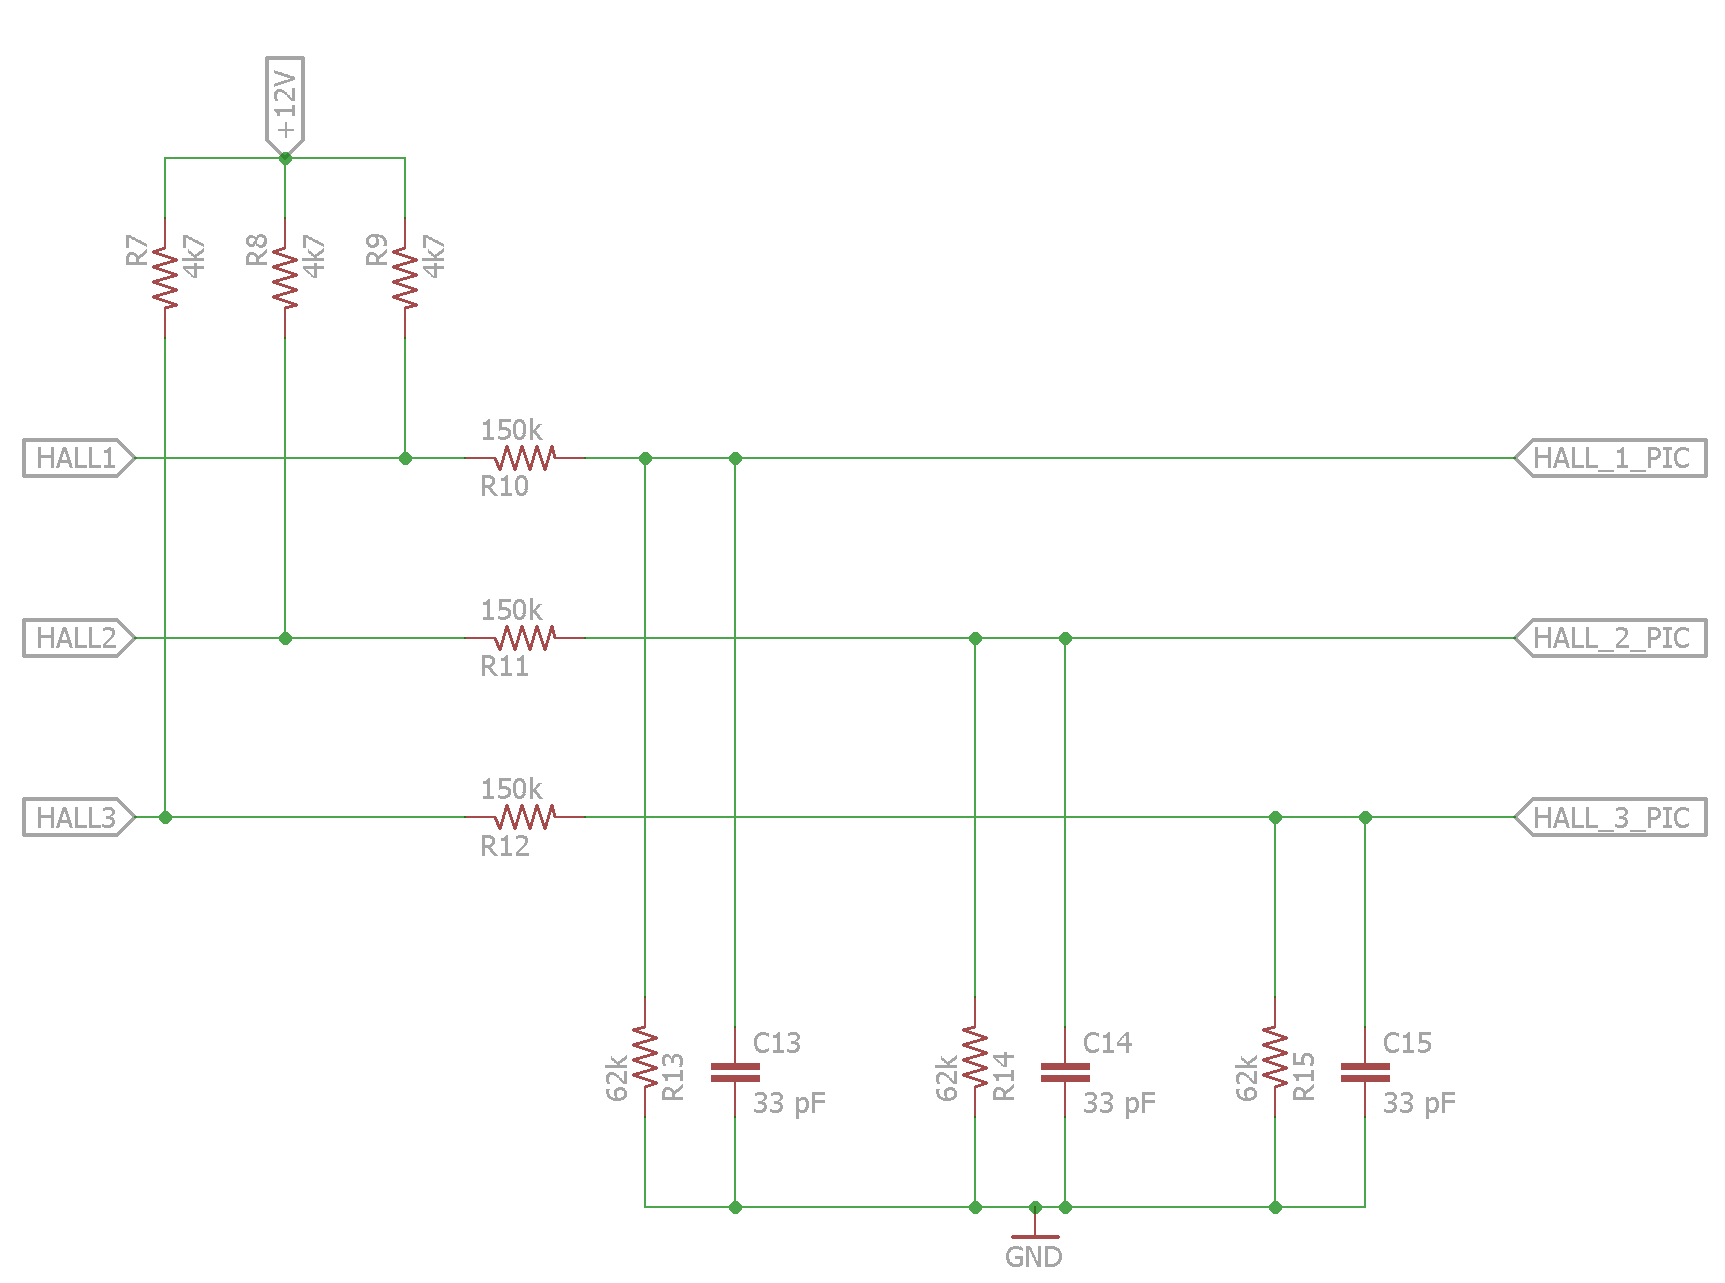 +12V
R7
4k7
R8
4k7
R9
4k7
150k
HALL1
HALL_1_PIC
R10
150k
HALL2
HALL_2_PIC
R11
150k
HALL3
HALL_3_PIC
R12
62k
R13
C13
33 pF
62k
R14
C14
33 pF
62k
R15
C15
33 pF
GND